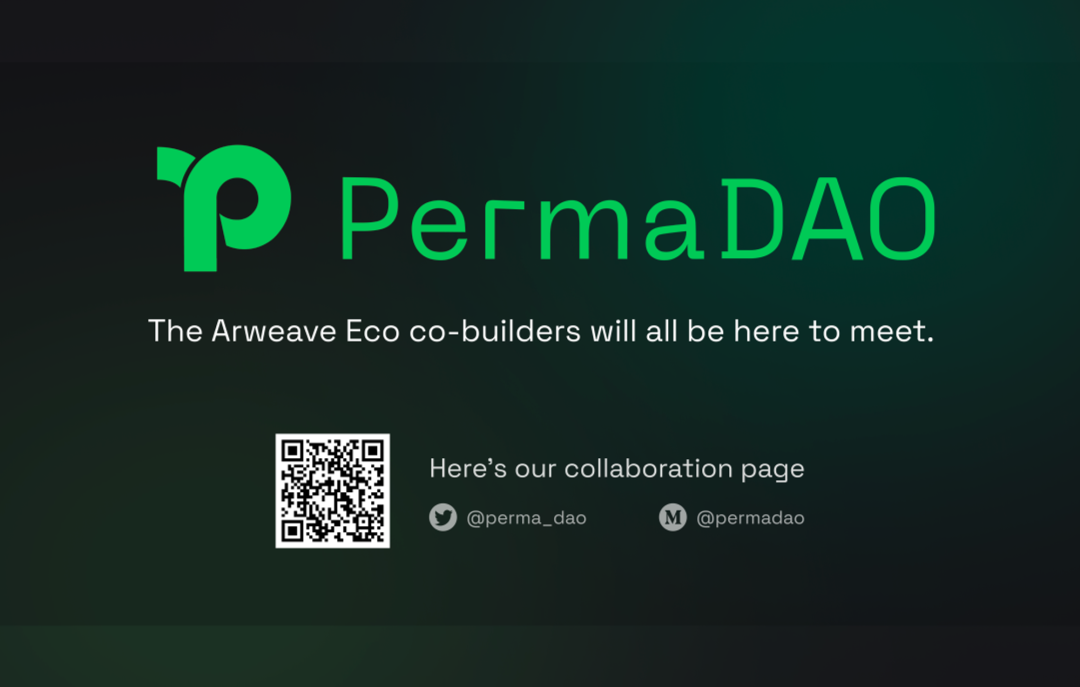 PermaDAO
The Arweave Eco co-builders will all be here to meet.
Here's our collaboration page
@perma_dao
@permadao